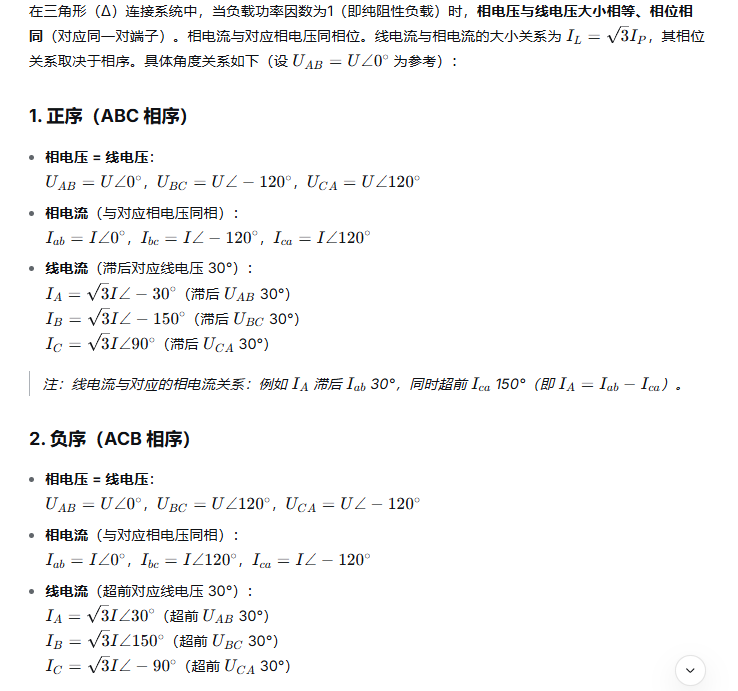 在三角形（Δ）连接系统中，当负载功率因数为1（即纯阻性负载）时，相电压与线电压大小相等、相位相
同（对应同一对端子）。相电流与对应相电压同相位。线电流与相电流的大小关系为 I_L = √3I_P，其相位
关系取决于相序。具体角度关系如下（设 U_AB = U∠0° 为参考）：
1. 正序（ABC 相序）
• 相电压 = 线电压：
U_AB = U∠0°，U_BC = U∠ − 120°，U_CA = U∠120°
• 相电流（与对应相电压同相）：
I_ab = I∠0°，I_bc = I∠ − 120°，I_ca = I∠120°
• 线电流（滞后对应线电压 30°）：
I_A = √3I∠ − 30°（滞后 U_AB 30°）
I_B = √3I∠ − 150°（滞后 U_BC 30°）
I_C = √3I∠90°（滞后 U_CA 30°）
注：线电流与对应的相电流关系：例如 I_A 滞后 I_ab 30°，同时超前 I_ca 150°（即 I_A = I_ab − I_ca）。
2. 负序（ACB 相序）
• 相电压 = 线电压：
U_AB = U∠0°，U_BC = U∠120°，U_CA = U∠ − 120°
• 相电流（与对应相电压同相）：
I_ab = I∠0°，I_bc = I∠120°，I_ca = I∠ − 120°
• 线电流（超前对应线电压 30°）：
I_A = √3I∠30°（超前 U_AB 30°）
I_B = √3I∠150°（超前 U_BC 30°）
I_C = √3I∠ − 90°（超前 U_CA 30°）